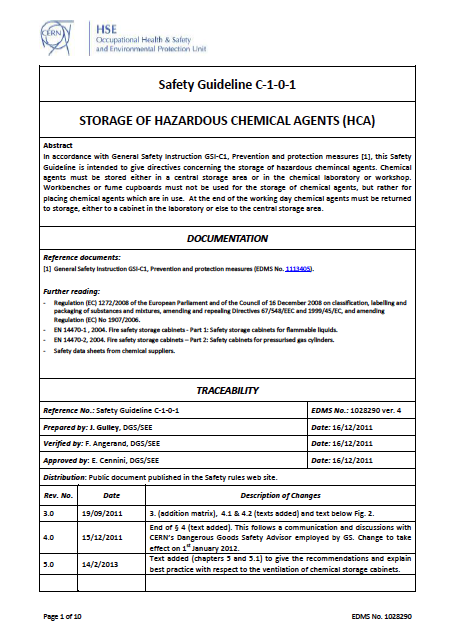 CERN
HSE
Occupational Health & Safety
and Environmental Protection Unit
Safety Guideline C-1-0-1
STORAGE OF HAZARDOUS CHEMICAL AGENTS (HCA)
Abstract
In accordance with General Safety Instruction GSI-C1, Prevention and protection measures [1], this Safety
Guideline is intended to give directives concerning the storage of hazardous chemincal agents. Chemical
agents must be stored either in a central storage area or in the chemical laboratory or workshop.
Workbenches or fume cupboards must not be used for the storage of chemical agents, but rather for
placing chemical agents which are in use. At the end of the working day chemical agents must be returned
to storage, either to a cabinet in the laboratory or else to the central storage area.
DOCUMENTATION
Reference documents:
[1] General Safety Instruction GSI-C1, Prevention and protection measures (EDMS No. 1113405).
Further reading:
- Regulation (EC) 1272/2008 of the European Parliament and of the Council of 16 December 2008 on classification, labelling and
packaging of substances and mixtures, amending and repealing Directives 67/548/EEC and 1999/45/EC, and amending
Regulation (EC) No 1907/2006.
- EN 14470-1 , 2004. Fire safety storage cabinets - Part 1: Safety storage cabinets for flammable liquids.
- EN 14470-2, 2004. Fire safety storage cabinets – Part 2: Safety cabinets for pressurised gas cylinders.
- Safety data sheets from chemical suppliers.
TRACEABILITY
Reference No.: Safety Guideline C-1-0-1 EDMS No.: 1028290 ver. 4
Prepared by: J. Gulley, DGS/SEE Date: 16/12/2011
Verified by: F. Angerand, DGS/SEE Date: 16/12/2011
Approved by: E. Cennini, DGS/SEE Date: 16/12/2011
Distribution: Public document published in the Safety rules web site.
Rev. No. Date Description of Changes
3.0 19/09/2011 3. (addition matrix), 4.1 & 4.2 (texts added) and text below Fig. 2.
End of § 4 (text added). This follows a communication and discussions with
4.0 15/12/2011 CERN's Dangerous Goods Safety Advisor employed by GS. Change to take
effect on 1st January 2012.
5.0 14/2/2013 Text added (chapters 5 and 5.1) to give the recommendations and explain
best practice with respect to the ventilation of chemical storage cabinets.
Page 1 of 10 EDMS No. 1028290